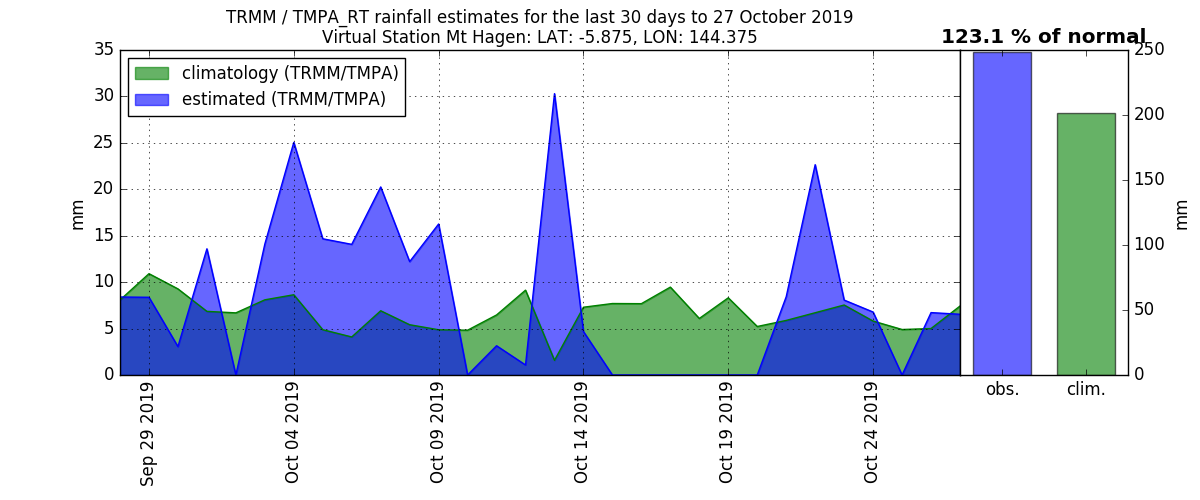 TRMM / TMPA_RT rainfall estimates for the last 30 days to 27 October 2019
Virtual Station Mt Hagen: LAT: -5.875, LON: 144.375
123.1 % of normal
climatology (TRMM/TMPA)
estimated (TRMM/TMPA)
mm
35
30
25
20
15
10
5
0
Sep 29 2019
Oct 04 2019
Oct 09 2019
Oct 14 2019
Oct 19 2019
Oct 24 2019
obs.
clim.
250
200
150
100
50
0
mm